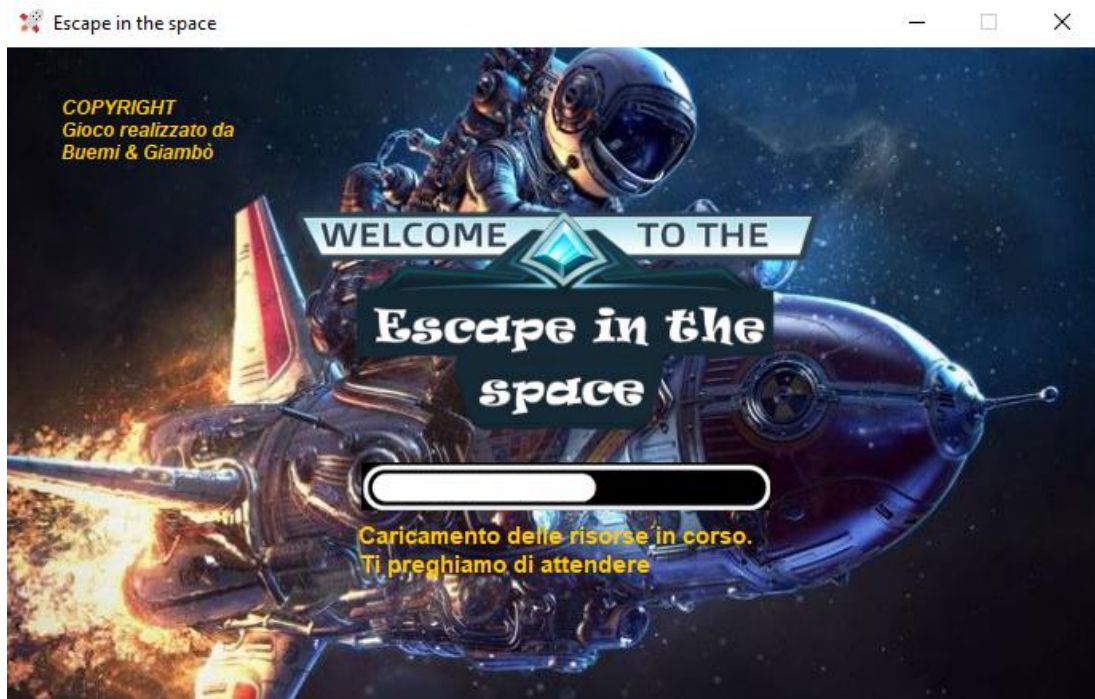 Escape in the space
COPYRIGHT
Gioco realizzato da
Buemi & Giambò
WELCOME TO THE
Escape in the
space
Caricamento delle risorse in corso.
Ti preghiamo di attendere